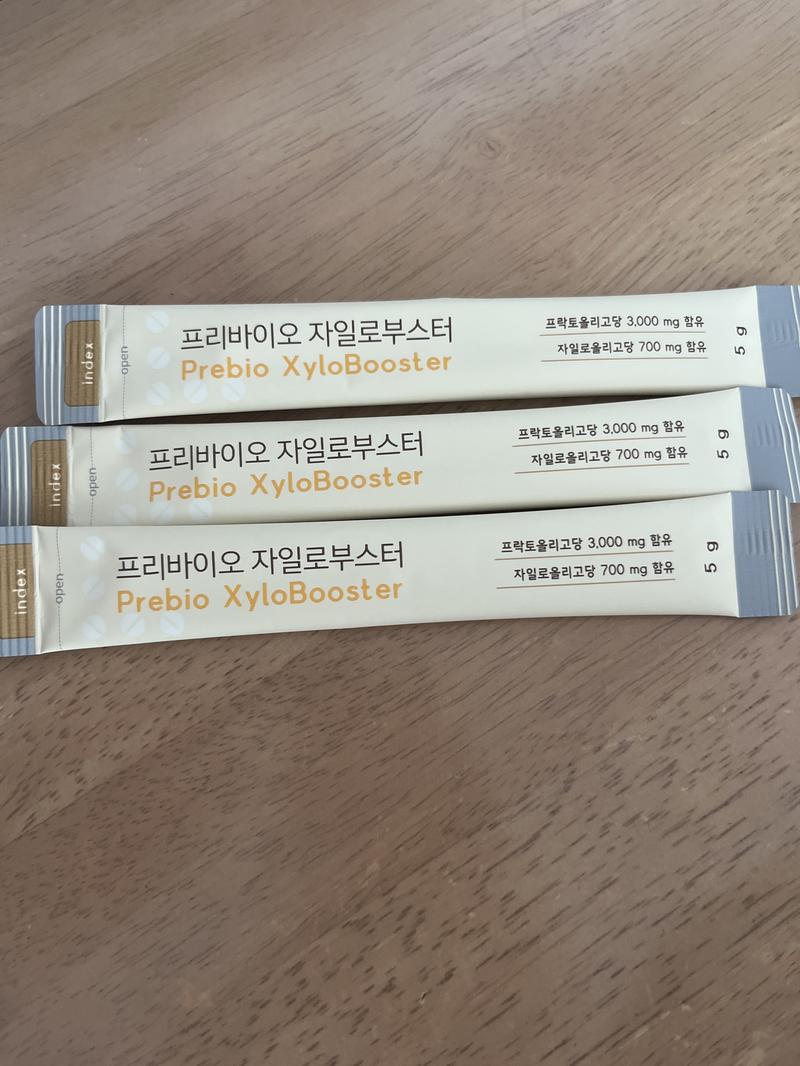 index
open
프리바이오 자일로부스터
Prebio XyloBooster
프락토올리고당 3,000 mg 함유
자일로올리고당 700 mg 함유
5 g
index
open
프리바이오 자일로부스터
Prebio XyloBooster
프락토올리고당 3,000 mg 함유
자일로올리고당 700 mg 함유
5 g
index
open
프리바이오 자일로부스터
Prebio XyloBooster
프락토올리고당 3,000 mg 함유
자일로올리고당 700 mg 함유
5 g